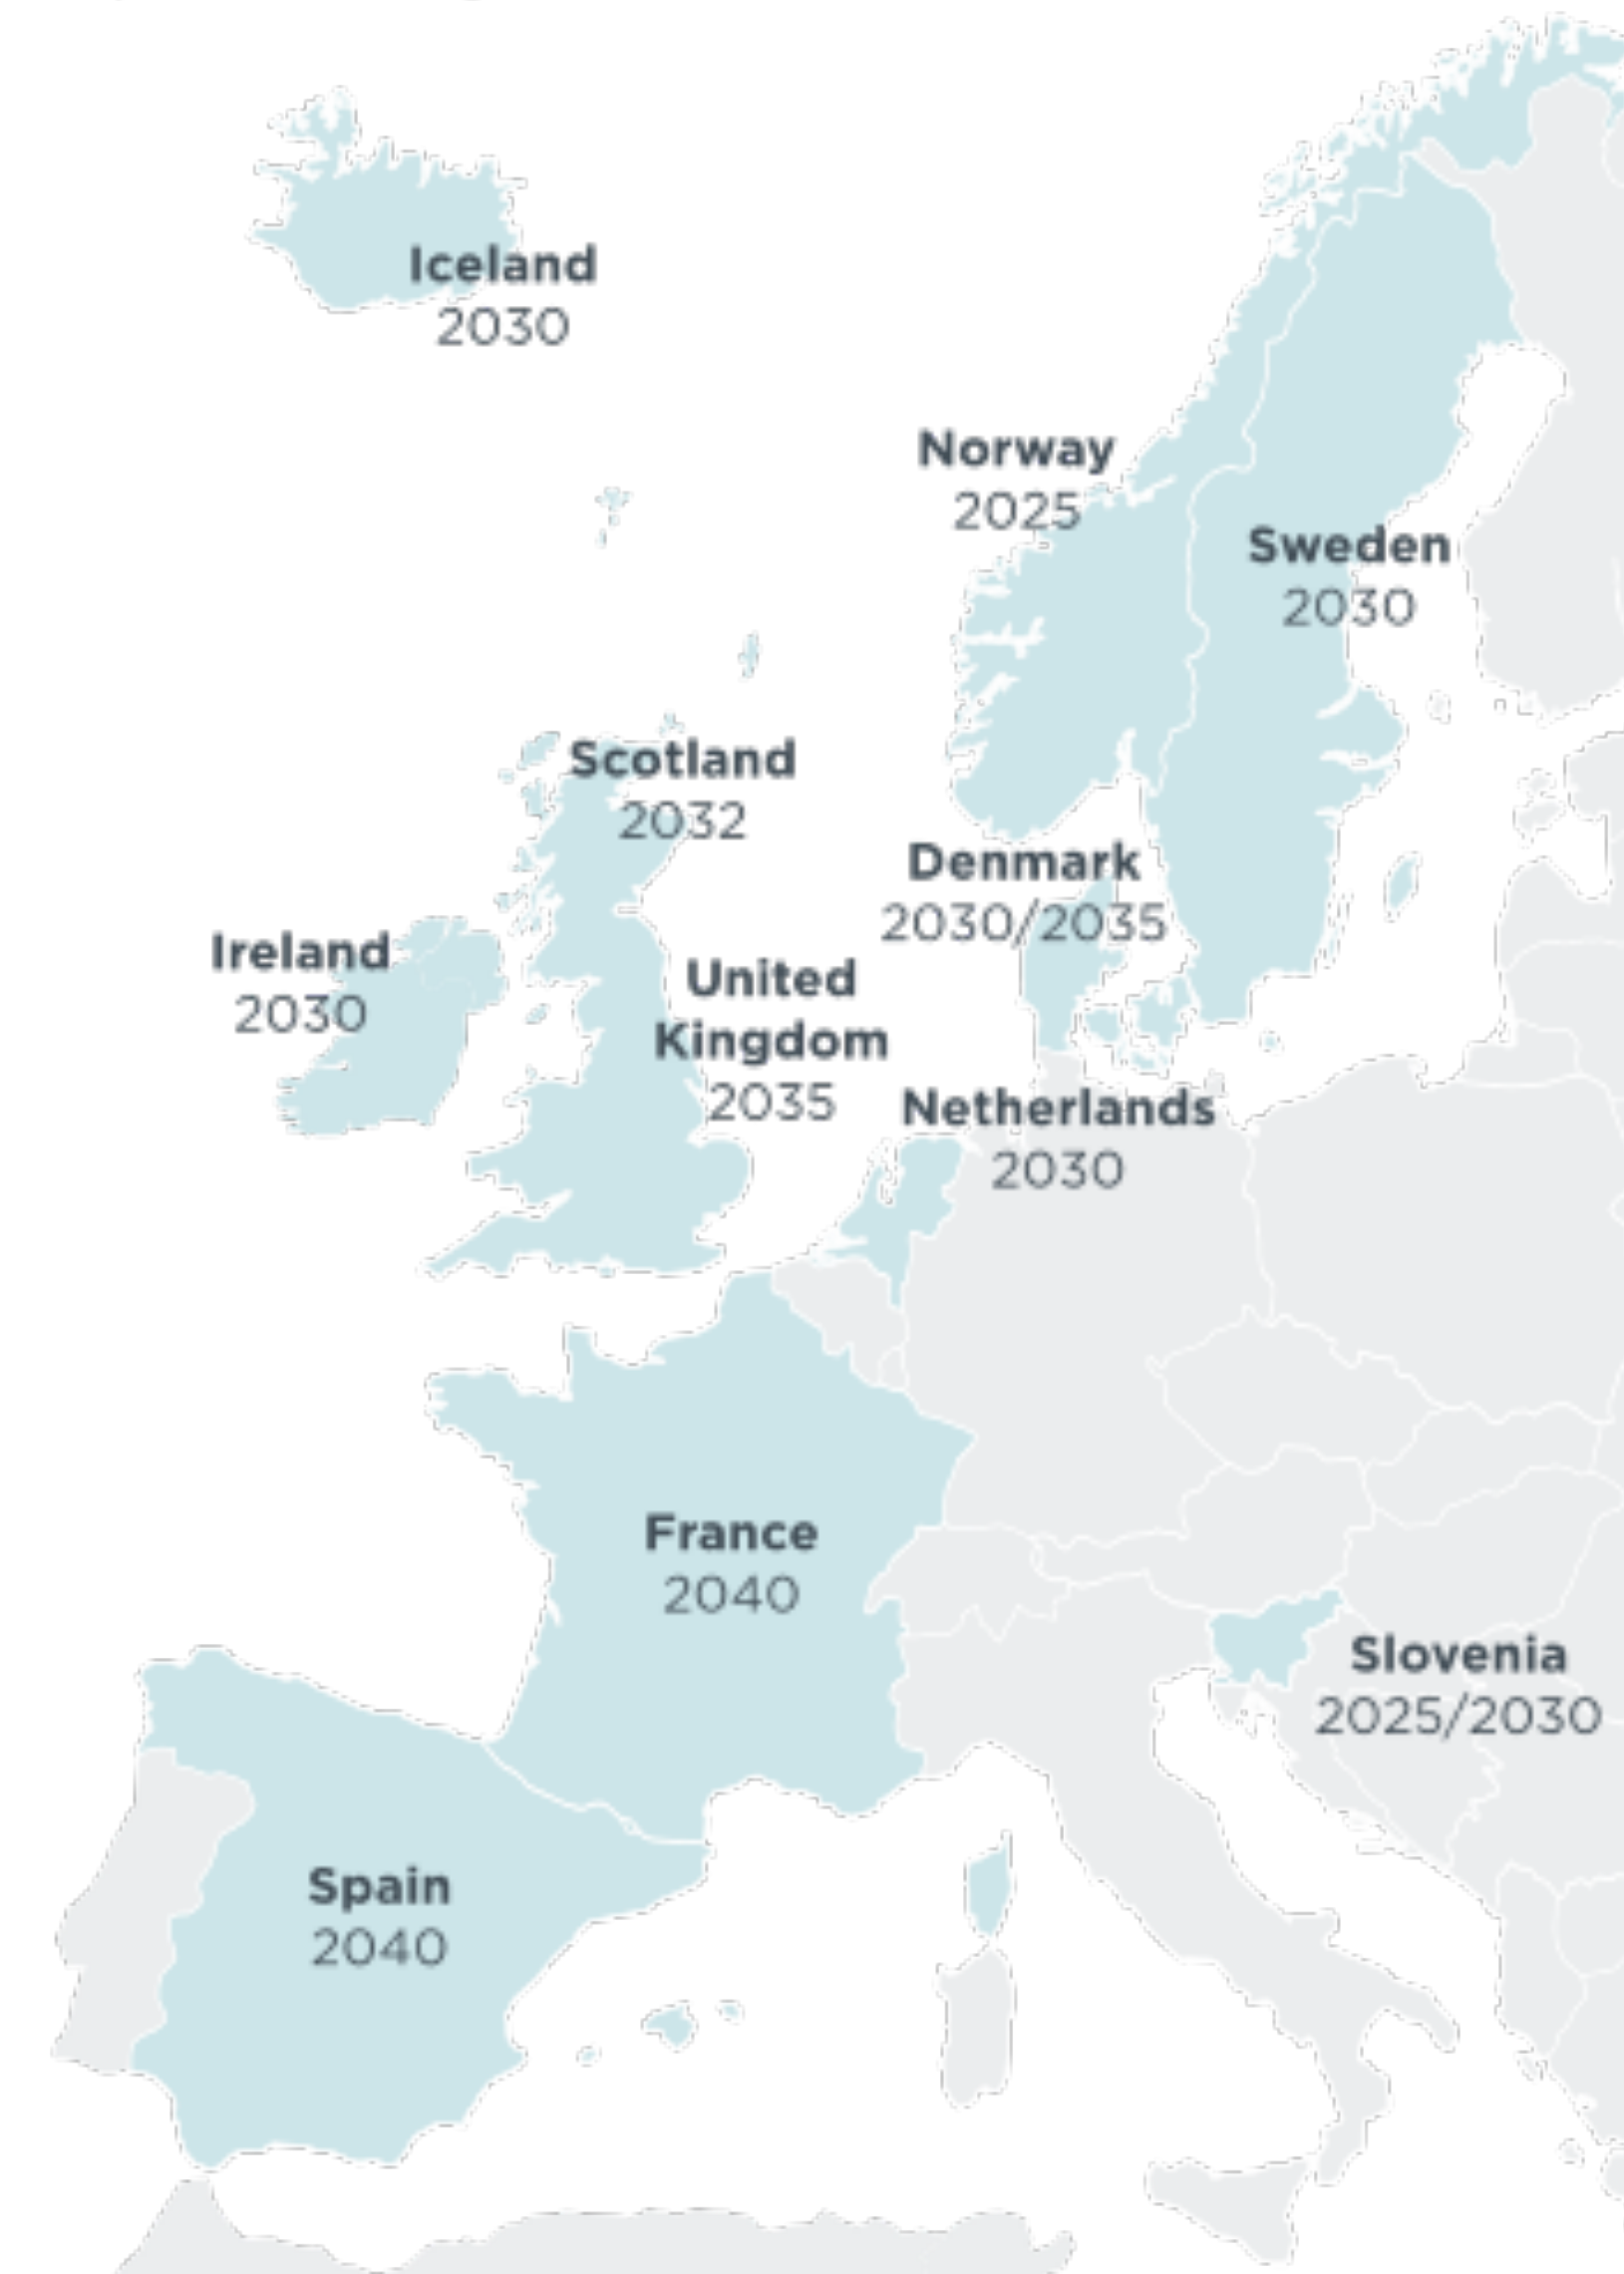 Iceland
2030
Norway
2025
Sweden
2030
Scotland
2032
Denmark
2030/2035
Ireland
2030
United
Kingdom
2035
Netherlands
2030
France
2040
Slovenia
2025/2030
Spain
2040